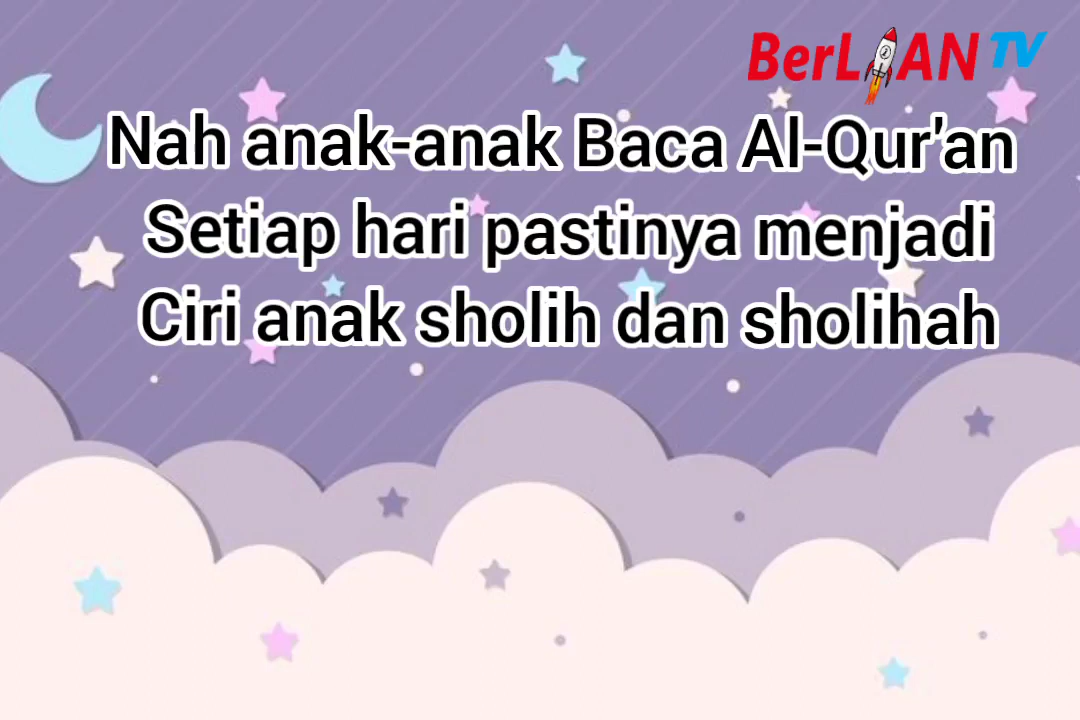 BerLIAN TV
Nah anak-anak Baca Al-Qur'an
Setiap hari pastinya menjadi
Ciri anak sholih dan sholihah